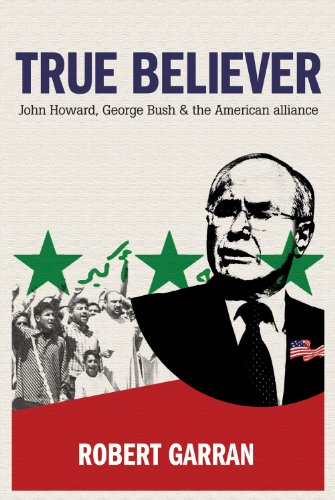 TRUE BELIEVER
John Howard, George Bush & the American alliance
أكبر
ROBERT GARRAN